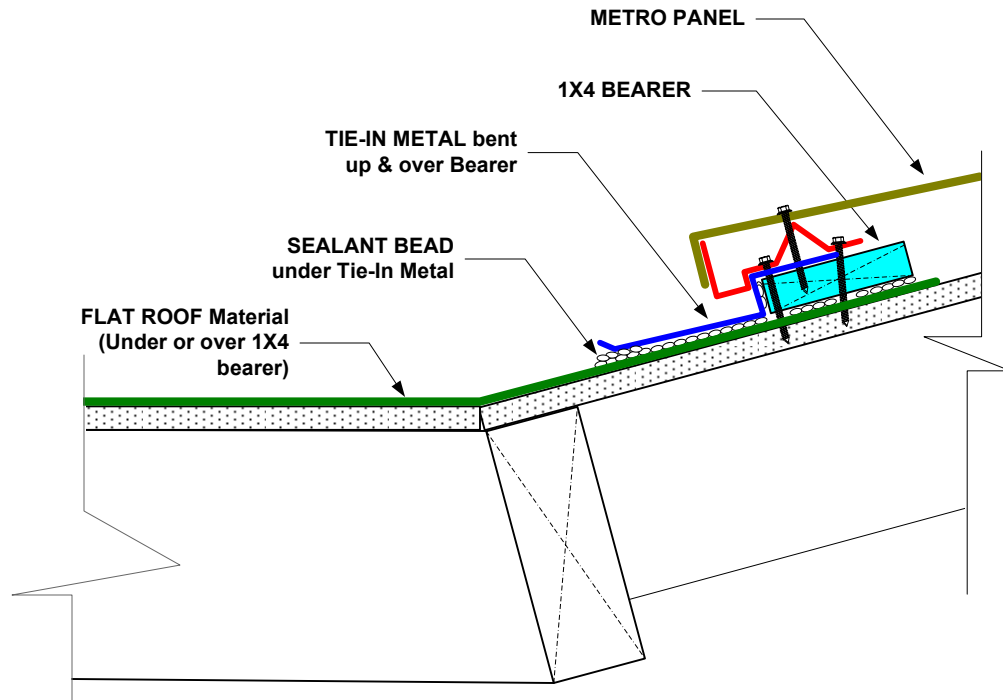 METRO PANEL
1X4 BEARER
TIE-IN METAL bent
up & over Bearer
SEALANT BEAD
under Tie-In Metal
FLAT ROOF Material
(Under or over 1X4
bearer)